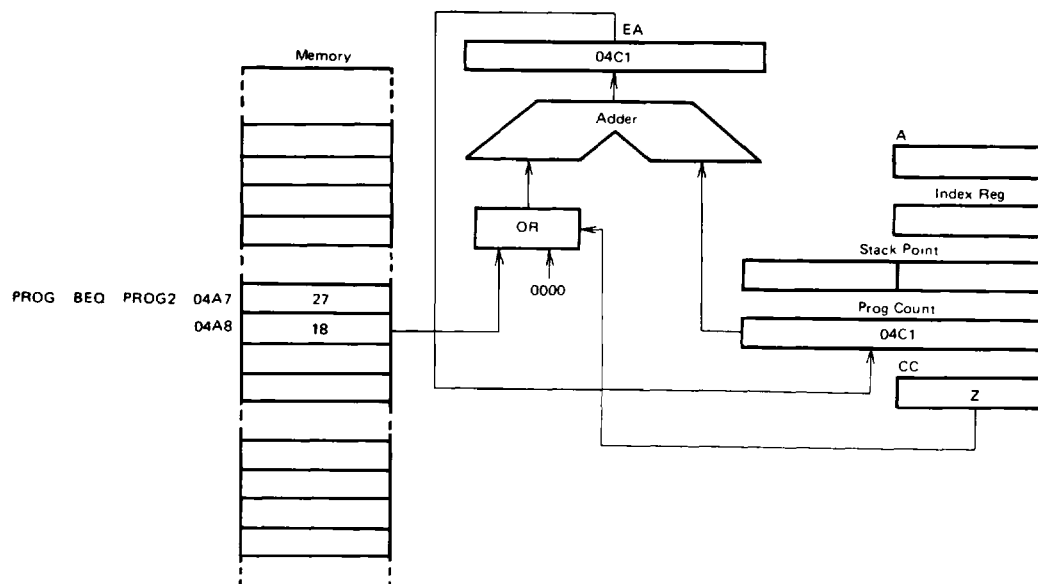 EA
04C1
Memory
Adder
A
Index Reg
OR
Stack Point
0000
PROG BEQ PROG2 04A7 27
Prog Count
04A8 18
04C1
CC
Z